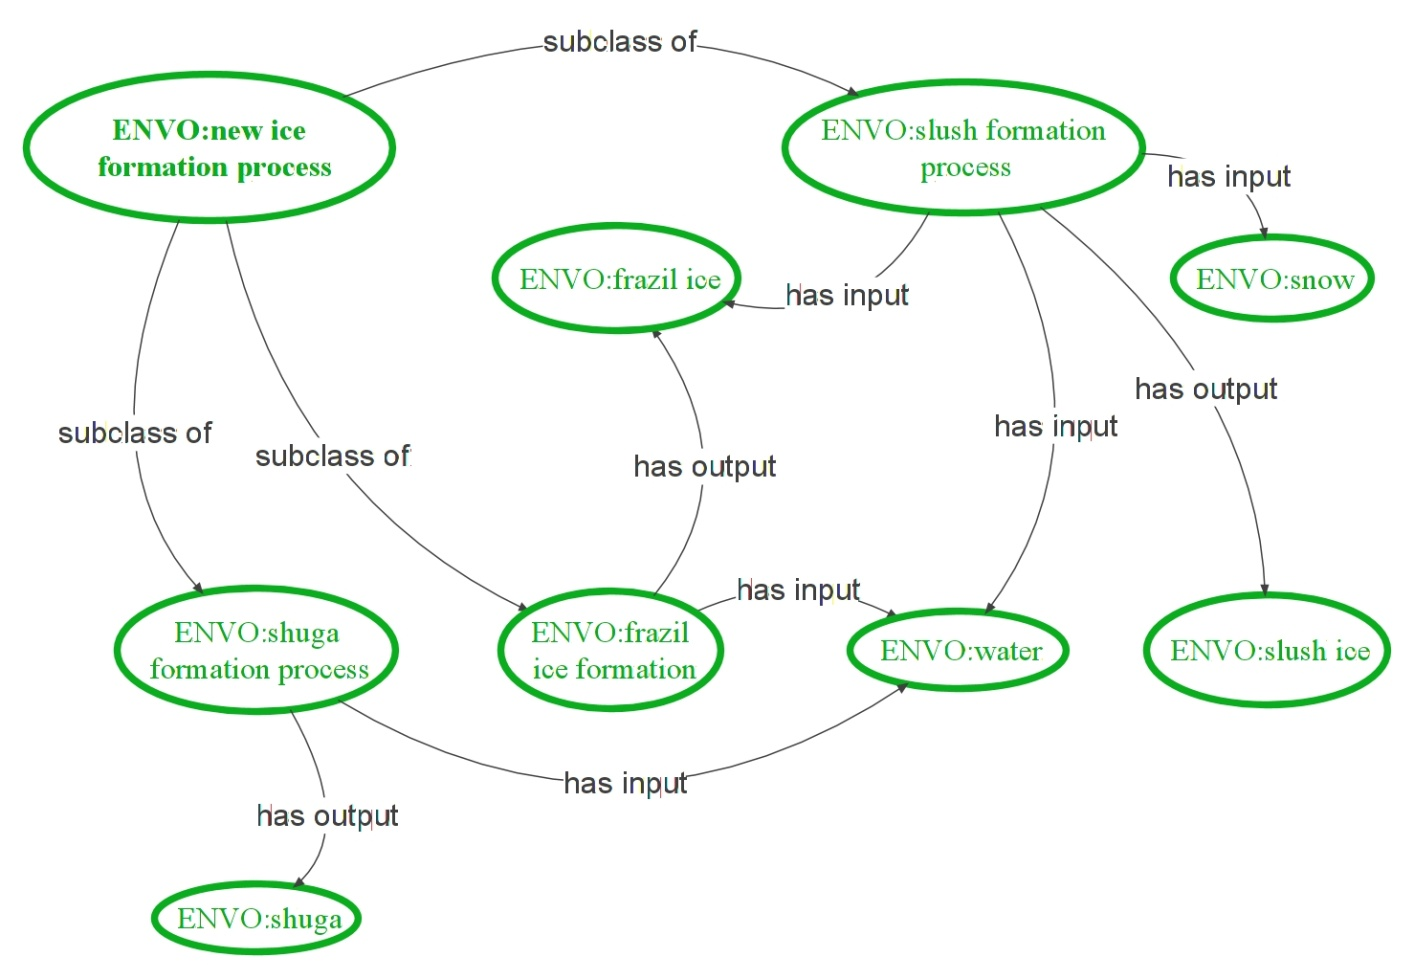 subclass of
ENVO:new ice
formation process
ENVO:slush formation
process
has input
ENVO:frazil ice
has input
ENVO:snow
has output
subclass of
subclass of
has output
has input
has input
ENVO:shuga
formation process
ENVO:frazil
ice formation
ENVO:water
ENVO:slush ice
has input
has output
ENVO:shuga